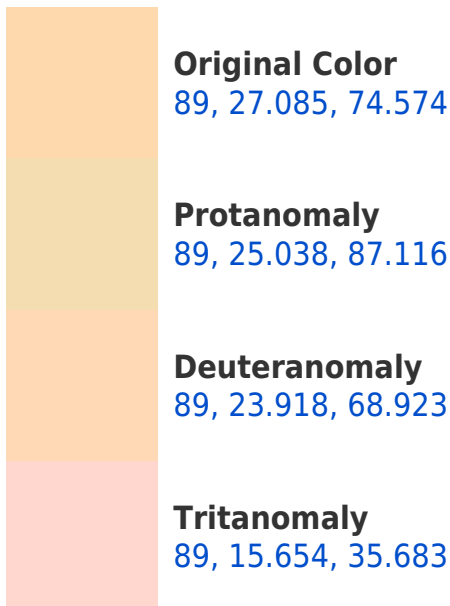 Original Color
89, 27.085, 74.574
Protanomaly
89, 25.038, 87.116
Deuteranomaly
89, 23.918, 68.923
Tritanomaly
89, 15.654, 35.683